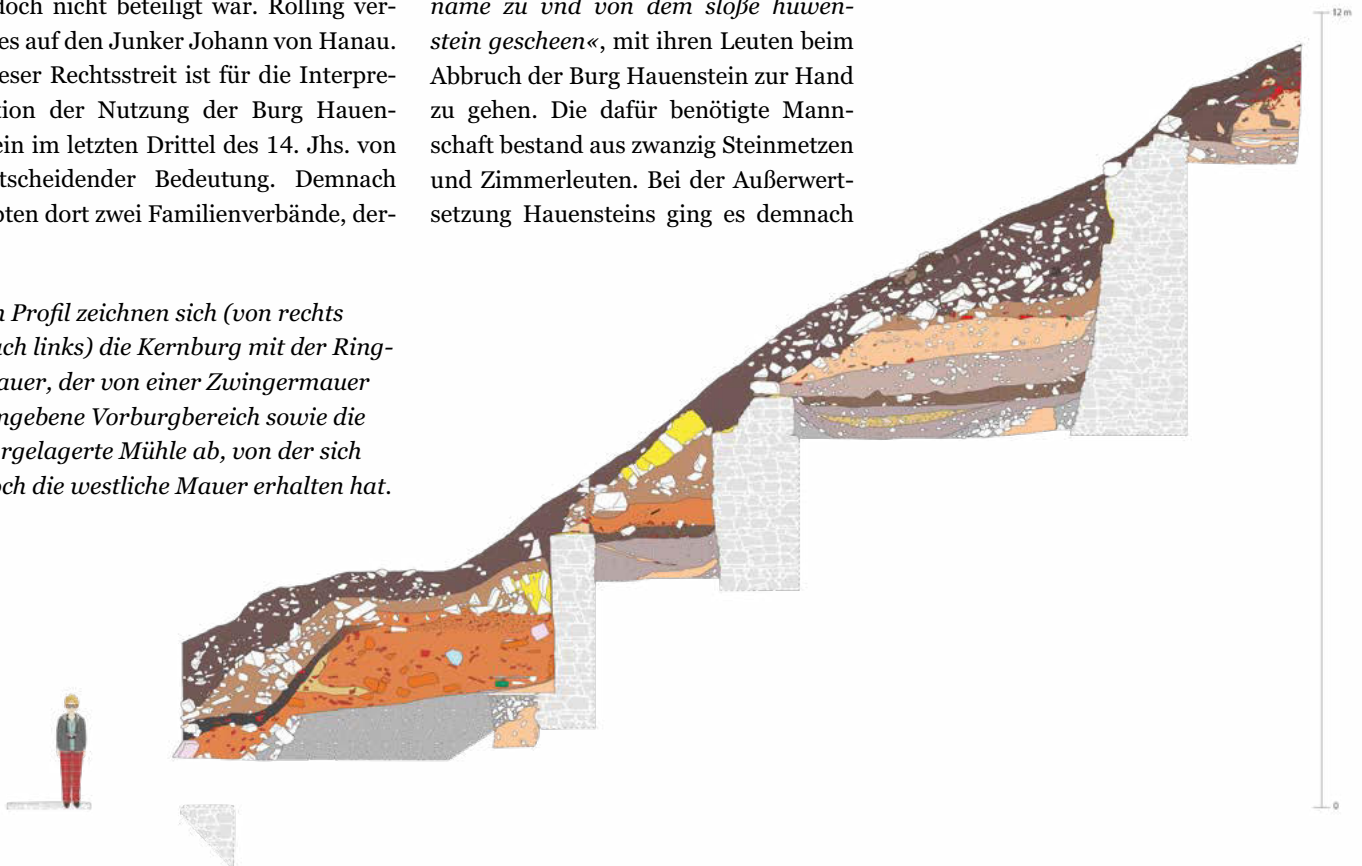 doch nicht beteiligt war. Rolling ver-
es auf den Junker Johann von Hanau.
eser Rechtsstreit ist für die Interpre-
tion der Nutzung der Burg Hauen-
ein im letzten Drittel des 14. Jhs. von
tscheidender Bedeutung. Demnach
oten dort zwei Familienverbände, der-
name zu vnd von dem sloße huwen-
stein gescheen«, mit ihren Leuten beim
Abbruch der Burg Hauenstein zur Hand
zu gehen. Die dafür benötigte Mann-
schaft bestand aus zwanzig Steinmetzen
und Zimmerleuten. Bei der Außerwert-
setzung Hauensteins ging es demnach
n Profil zeichnen sich (von rechts
ach links) die Kernburg mit der Ring-
auer, der von einer Zwingermauer
ngebene Vorburgbereich sowie die
rgelagerte Mühle ab, von der sich
och die westliche Mauer erhalten hat.
12 m
0